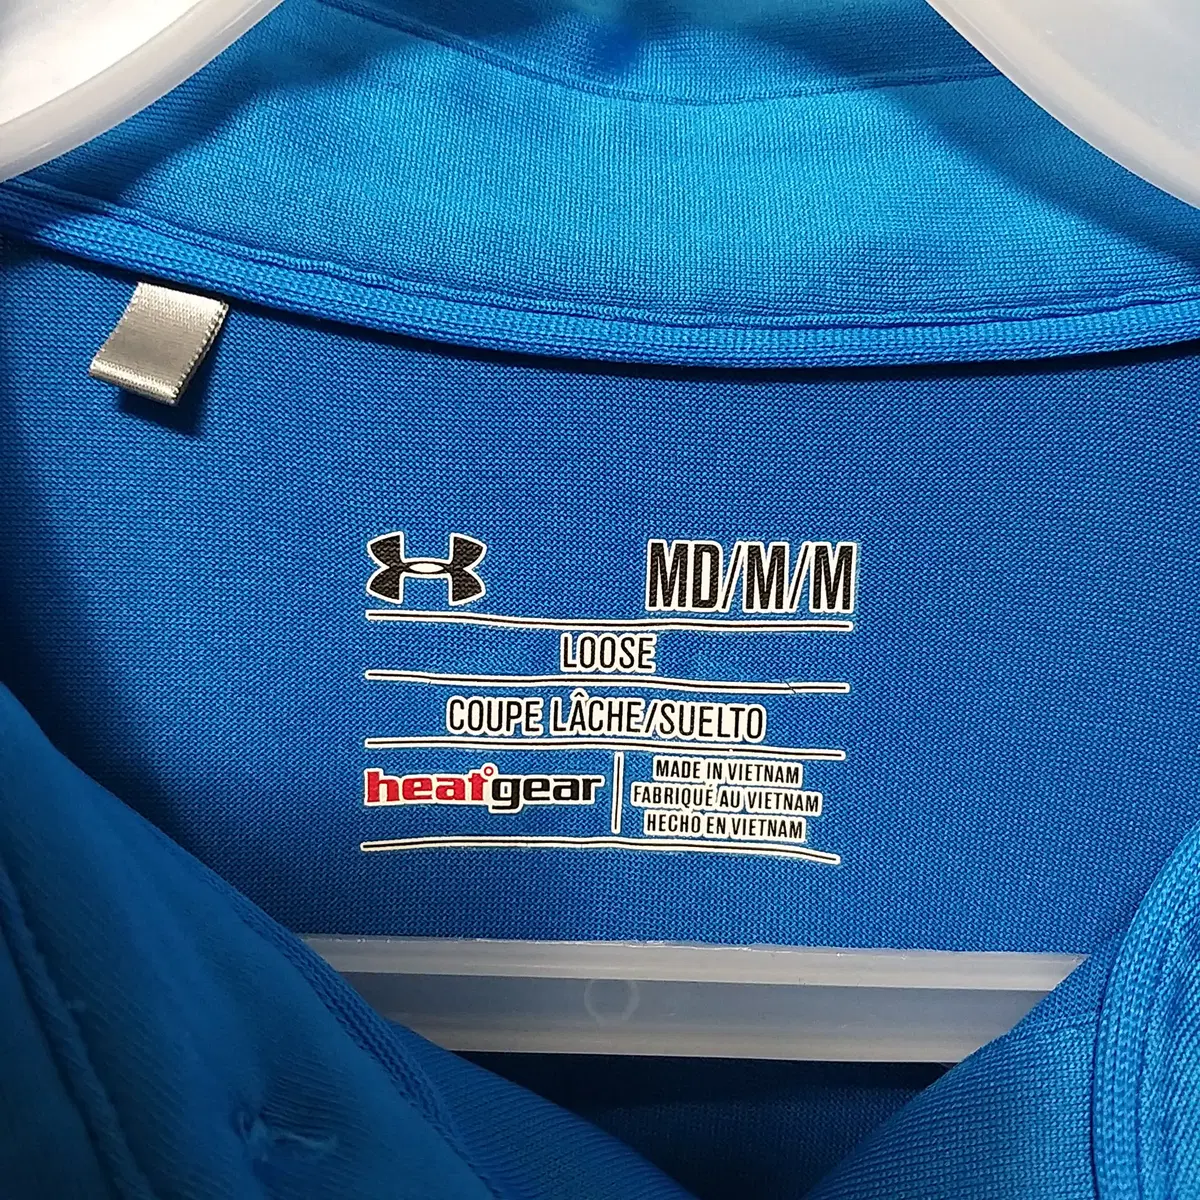 MD/M/M
LOOSE
COUPE LÂCHE/SUELTO
heatgear
MADE IN VIETNAM
FABRIQUÉ AU VIETNAM
HECHO EN VIETNAM